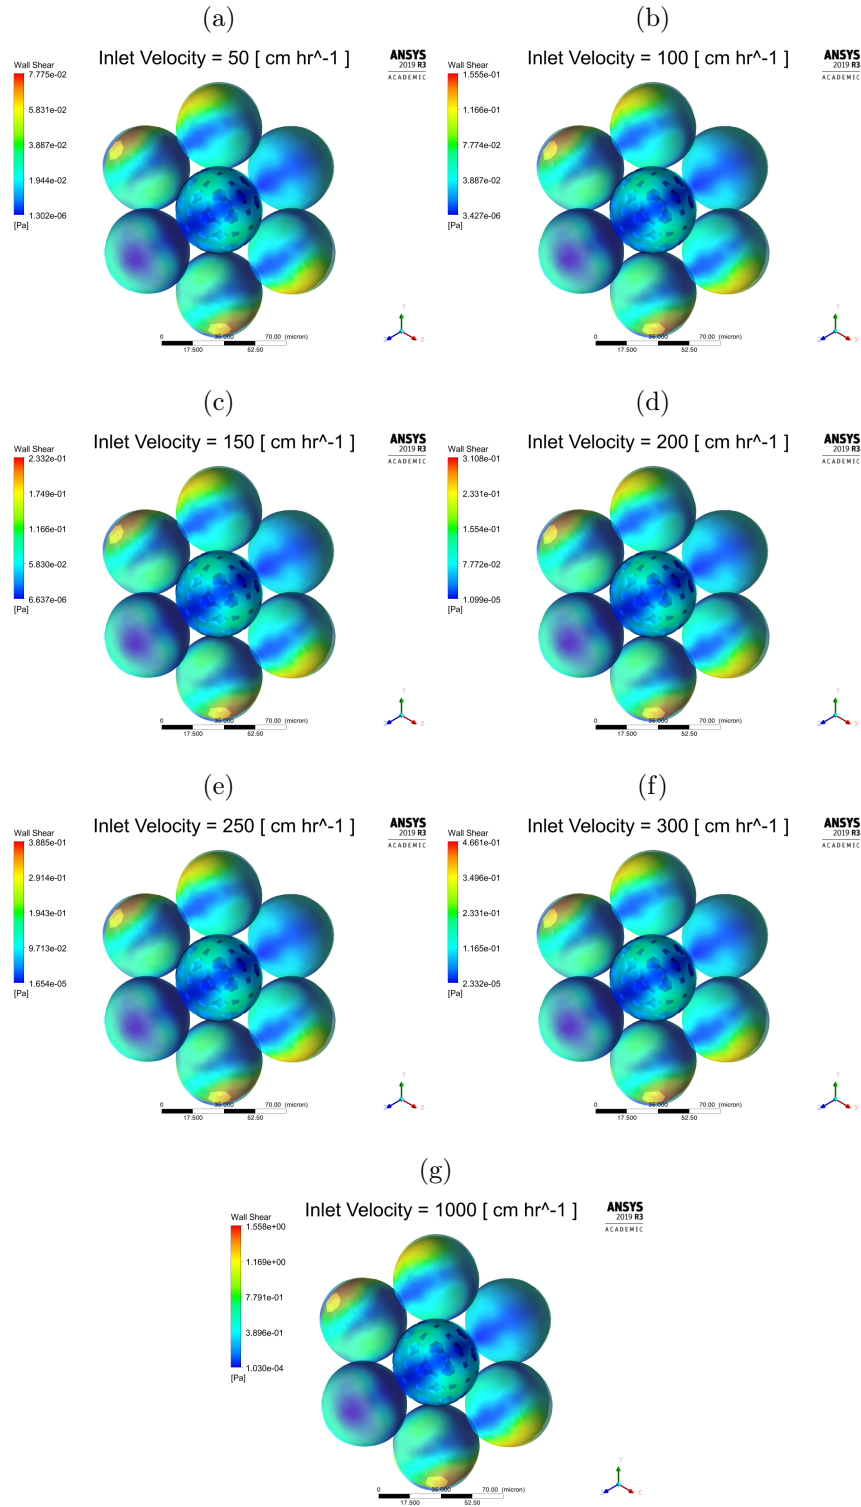 (a)
Inlet Velocity = 50 [ cm hr^-1 ]
ANSYS
2019 R3
ACADEMIC
Wall Shear
7.775e-02
5.831e-02
3.887e-02
1.944e-02
1.302e-06
[Pa]
0 35.000 70.00 (micron)
17.500 52.50
Y
Z X
(b)
Inlet Velocity = 100 [ cm hr^-1 ]
ANSYS
2019 R3
ACADEMIC
Wall Shear
1.555e-01
1.166e-01
7.774e-02
3.887e-02
3.427e-06
[Pa]
0 35.000 70.00 (micron)
17.500 52.50
Y
Z X
(c)
Inlet Velocity = 150 [ cm hr^-1 ]
ANSYS
2019 R3
ACADEMIC
Wall Shear
2.332e-01
1.749e-01
1.166e-01
5.830e-02
6.637e-06
[Pa]
0 35.000 70.00 (micron)
17.500 52.50
Y
Z X
(d)
Inlet Velocity = 200 [ cm hr^-1 ]
ANSYS
2019 R3
ACADEMIC
Wall Shear
3.108e-01
2.331e-01
1.554e-01
7.772e-02
1.099e-05
[Pa]
0 35.000 70.00 (micron)
17.500 52.50
Y
Z X
(e)
Inlet Velocity = 250 [ cm hr^-1 ]
ANSYS
2019 R3
ACADEMIC
Wall Shear
3.885e-01
2.914e-01
1.943e-01
9.713e-02
1.654e-05
[Pa]
0 35.000 70.00 (micron)
17.500 52.50
Y
Z X
(f)
Inlet Velocity = 300 [ cm hr^-1 ]
ANSYS
2019 R3
ACADEMIC
Wall Shear
4.661e-01
3.496e-01
2.331e-01
1.165e-01
2.332e-05
[Pa]
0 35.000 70.00 (micron)
17.500 52.50
Y
Z X
(g)
Inlet Velocity = 1000 [ cm hr^-1 ]
ANSYS
2019 R3
ACADEMIC
Wall Shear
1.558e+00
1.169e+00
7.791e-01
3.896e-01
1.030e-04
[Pa]
0 35.000 70.00 (micron)
17.500 52.50
Y
Z X